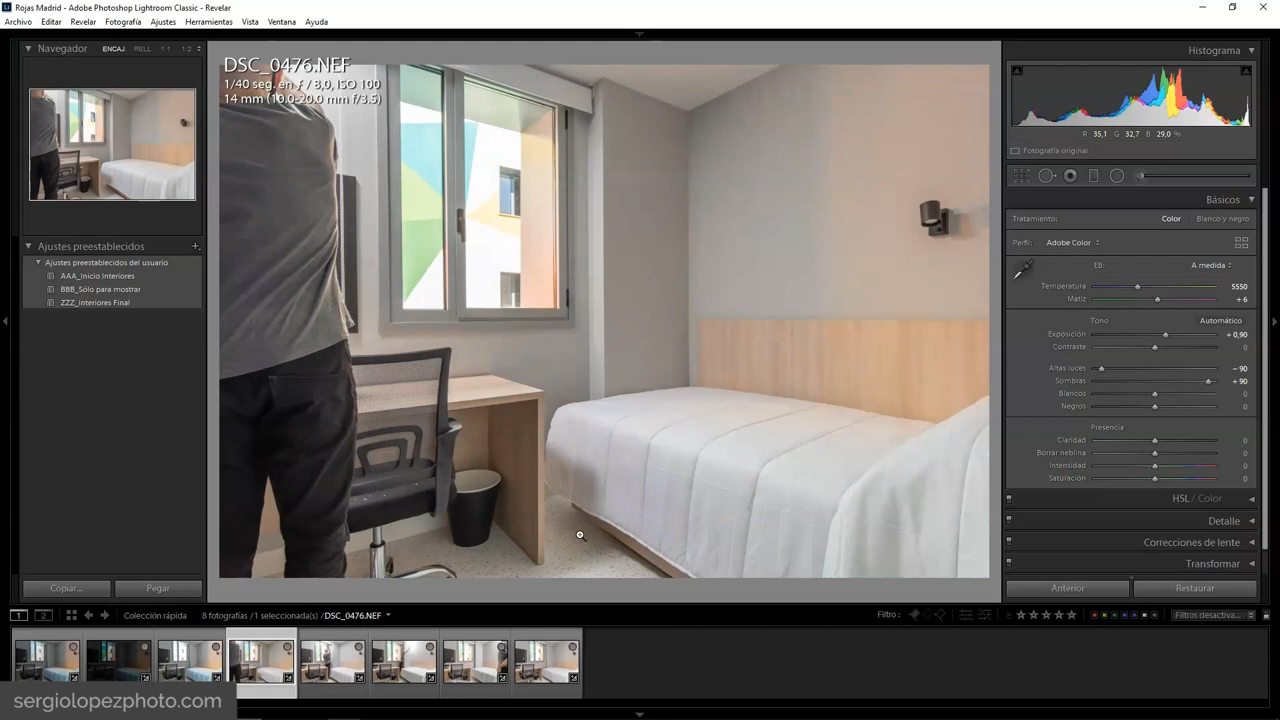 Rojas Madrid - Adobe Photoshop Lightroom Classic - Revelar
Archivo Editar Revelar Fotografía Ajustes Herramientas Vista Ventana Ayuda
Navegador ENCAJ. RELL. 1:1 1:2
Ajustes preestablecidos +
Ajustes preestablecidos del usuario
AAA_Inicio Interiores
BBB_Sólo para mostrar
ZZZ_Interiores Final
Copiar... Pegar
DSC_0476.NEF
1/40 seg. en ƒ / 8,0, ISO 100
14 mm (10.0-20.0 mm f/3.5)
Histograma
R 35,1 G 32,7 B 29,0 %
Fotografía original
Básicos
Tratamiento: Color Blanco y negro
Perfil: Adobe Color
EB: A medida
Temperatura 5550
Matiz + 6
Tono Automático
Exposición + 0,90
Contraste 0
Altas luces − 90
Sombras + 90
Blancos 0
Negros 0
Presencia
Claridad 0
Borrar neblina 0
Intensidad 0
Saturación 0
HSL / Color
Detalle
Correcciones de lente
Transformar
Anterior Restaurar
1 2 Colección rápida 8 fotografías /1 seleccionada(s) /DSC_0476.NEF Filtro : Filtros desactiva...
sergiolopezphoto.com